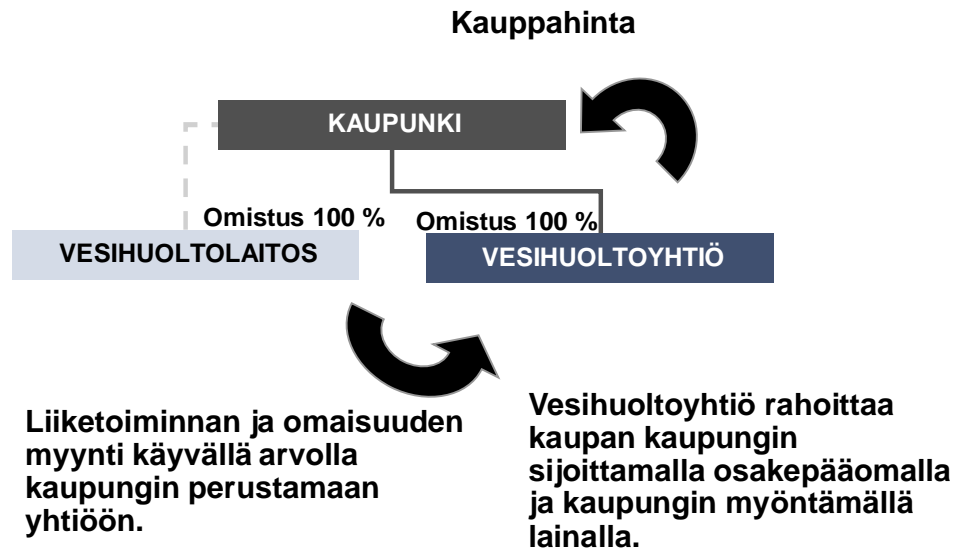 Kauppahinta
KAUPUNKI
Omistus 100 %
Omistus 100 %
VESIHUOLTOLAITOS
VESIHUOLTOYHTIÖ
Liiketoiminnan ja omaisuuden
myynti käyvällä arvolla
kaupungin perustamaan
yhtiöön.
Vesihuoltoyhtiö rahoittaa
kaupan kaupungin
sijoittamalla osakepääomalla
ja kaupungin myöntämällä
lainalla.